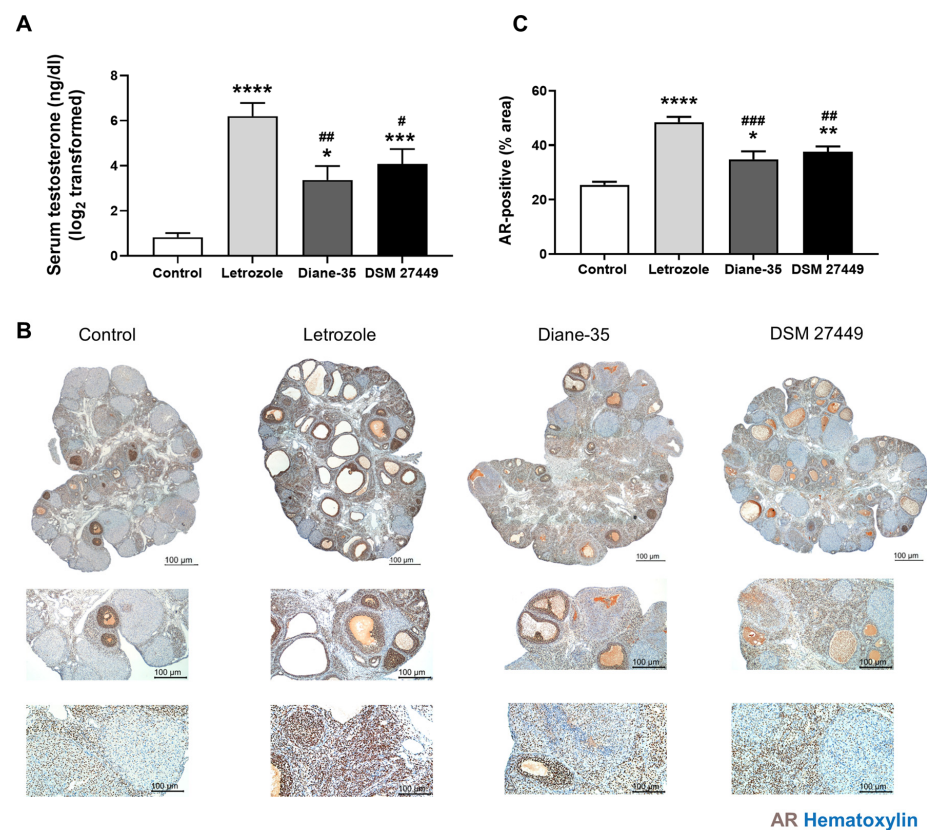 A
Serum testosterone (ng/dl)
(log2 transformed)
8
6
4
2
0
****
##
*
#
***
Control Letrozole Diane-35 DSM 27449
C
AR-positive (% area)
60
40
20
0
****
###
*
##
**
Control Letrozole Diane-35 DSM 27449
B
Control Letrozole Diane-35 DSM 27449
100 µm 100 µm 100 µm 100 µm
100 µm 100 µm 100 µm 100 µm
100 µm 100 µm 100 µm 100 µm
AR Hematoxylin